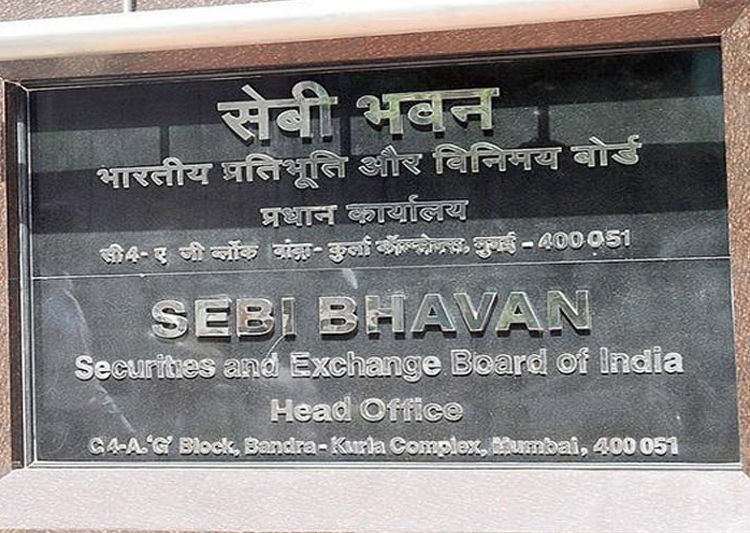 सेबी भवन
भारतीय प्रतिभूति और विनिमय बोर्ड
प्रधान कार्यालय
सी4- ए जी ब्लॉक बांद्रा - कुर्ला कॉम्प्लेक्स, मुंबई - 400 051
SEBI BHAVAN
Securities and Exchange Board of India
Head Office
C 4-A. 'G' Block, Bandra - Kurla Complex, Mumbai, 400 051